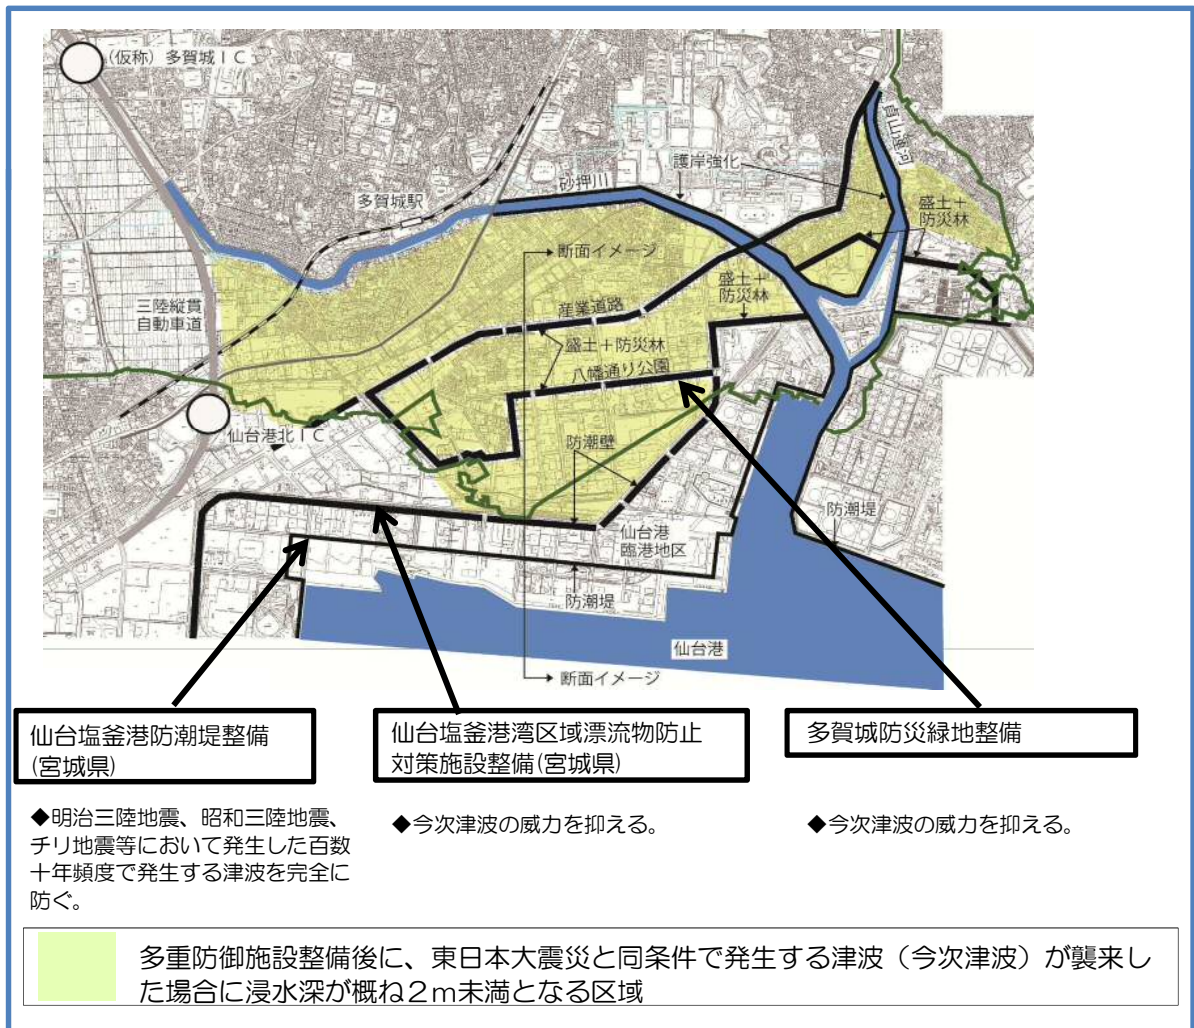 (仮称) 多賀城ＩＣ
貞山運河
護岸強化
砂押川
多賀城駅
盛土＋
防災林
断面イメージ
盛土＋
防災林
三陸縦貫
自動車道
産業道路
盛土＋防災林
八幡通り公園
仙台港北ＩＣ
防潮壁
防潮堤
仙台港
臨港地区
防潮堤
仙台港
断面イメージ
仙台塩釜港防潮堤整備
(宮城県)
仙台塩釜港湾区域漂流物防止
対策施設整備(宮城県)
多賀城防災緑地整備
◆明治三陸地震、昭和三陸地震、
チリ地震等において発生した百数
十年頻度で発生する津波を完全に
防ぐ。
◆今次津波の威力を抑える。
◆今次津波の威力を抑える。
多重防御施設整備後に、東日本大震災と同条件で発生する津波（今次津波）が襲来し
た場合に浸水深が概ね２ｍ未満となる区域